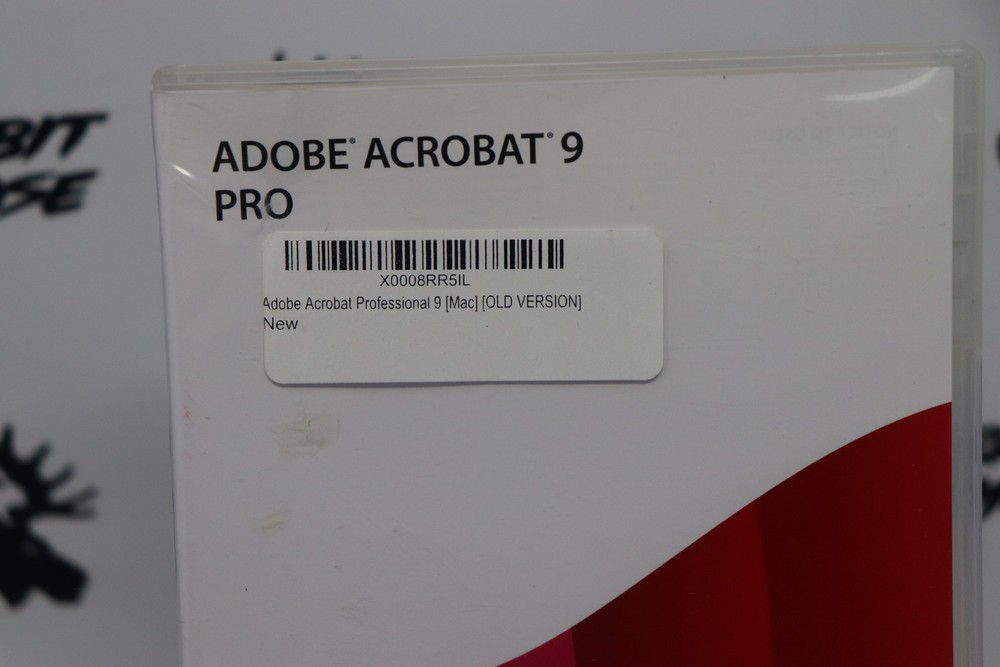 ADOBE® ACROBAT® 9
PRO
X0008RR5IL
Adobe Acrobat Professional 9 [Mac] [OLD VERSION]
New